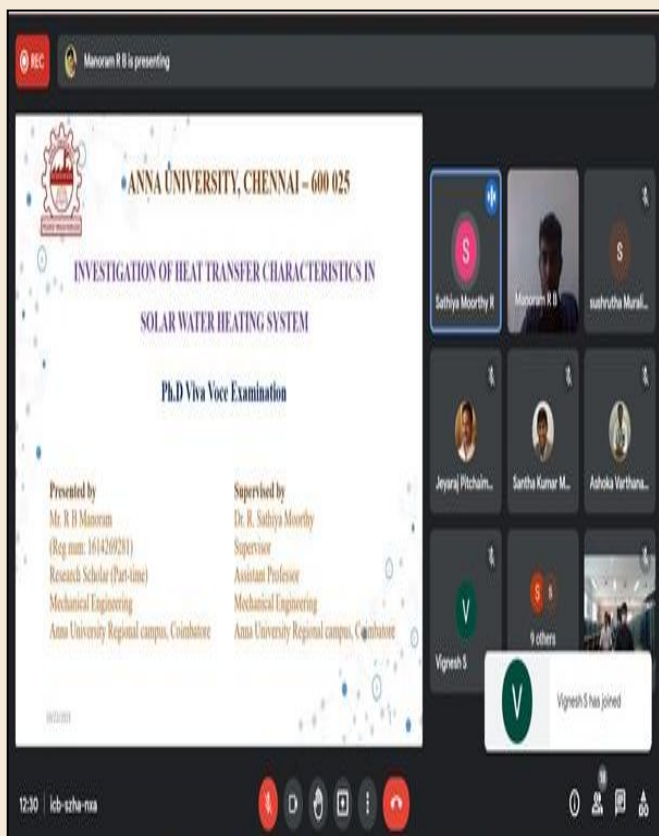 REC
Manoram R B is presenting
ANNA UNIVERSITY, CHENNAI – 600 025
INVESTIGATION OF HEAT TRANSFER CHARACTERISTICS IN
SOLAR WATER HEATING SYSTEM
Ph.D Viva Voce Examination
Presented by
Mr. R B Manoram
(Reg num: 1614269281)
Research Scholar (Part-time)
Mechanical Engineering
Anna University Regional campus, Coimbatore
Supervised by
Dr. R. Sathiya Moorthy
Supervisor
Assistant Professor
Mechanical Engineering
Anna University Regional campus, Coimbatore
S
Sathiya Moorthy R
Manoram R B
S
sushrutha Murali...
Jeyaraj Pitchaim...
Santha Kumar M...
Ashoka Varthana...
V
Vignesh S
S
S
9 others
V
Vignesh S has joined
12:30 | icb-szha-nxa
18